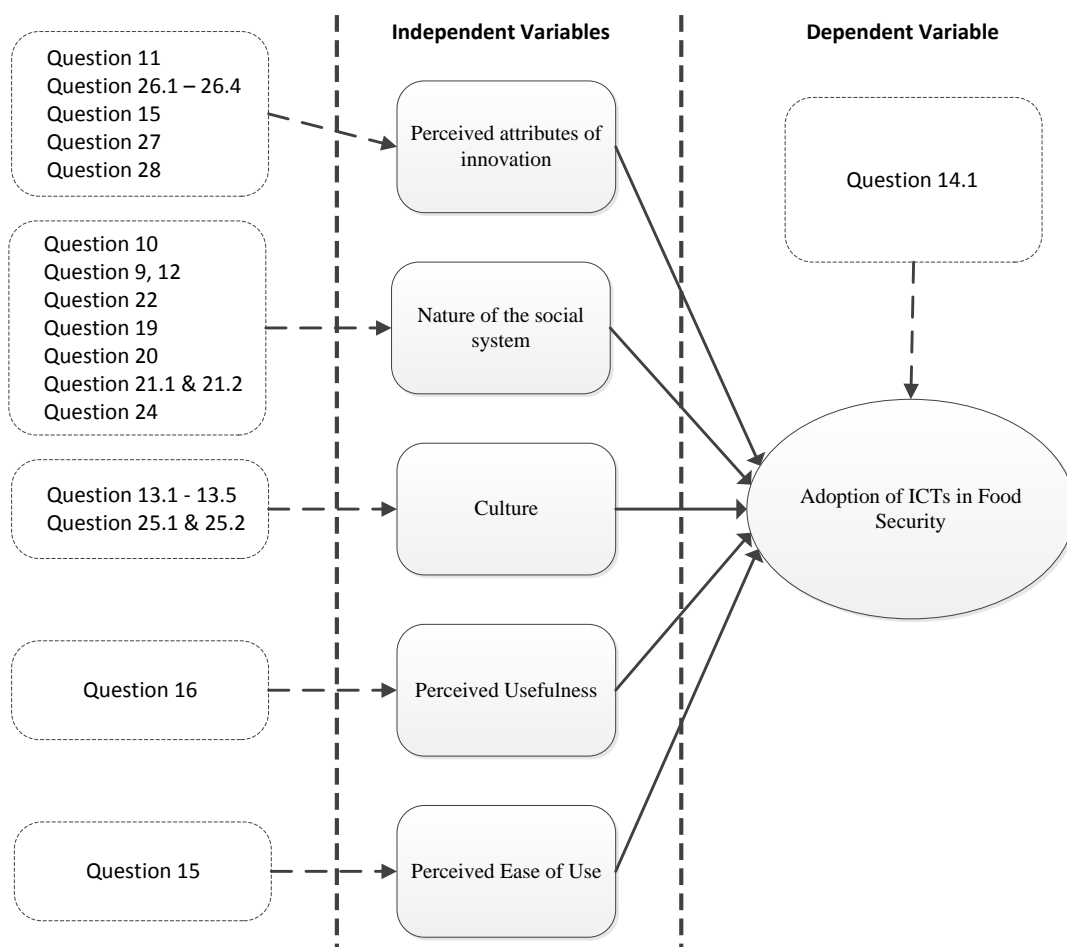 Independent Variables
Dependent Variable
Question 11
Question 26.1 – 26.4
Question 15
Question 27
Question 28
Perceived attributes of
innovation
Question 14.1
Question 10
Question 9, 12
Question 22
Question 19
Question 20
Question 21.1 & 21.2
Question 24
Nature of the social
system
Question 13.1 - 13.5
Question 25.1 & 25.2
Culture
Adoption of ICTs in Food
Security
Question 16
Perceived Usefulness
Question 15
Perceived Ease of Use